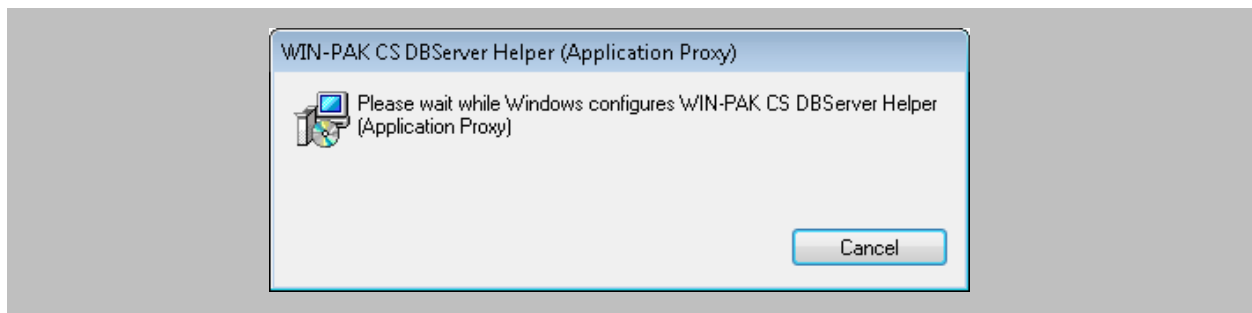 WIN-PAK CS DBServer Helper (Application Proxy)
Please wait while Windows configures WIN-PAK CS DBServer Helper
(Application Proxy)
Cancel